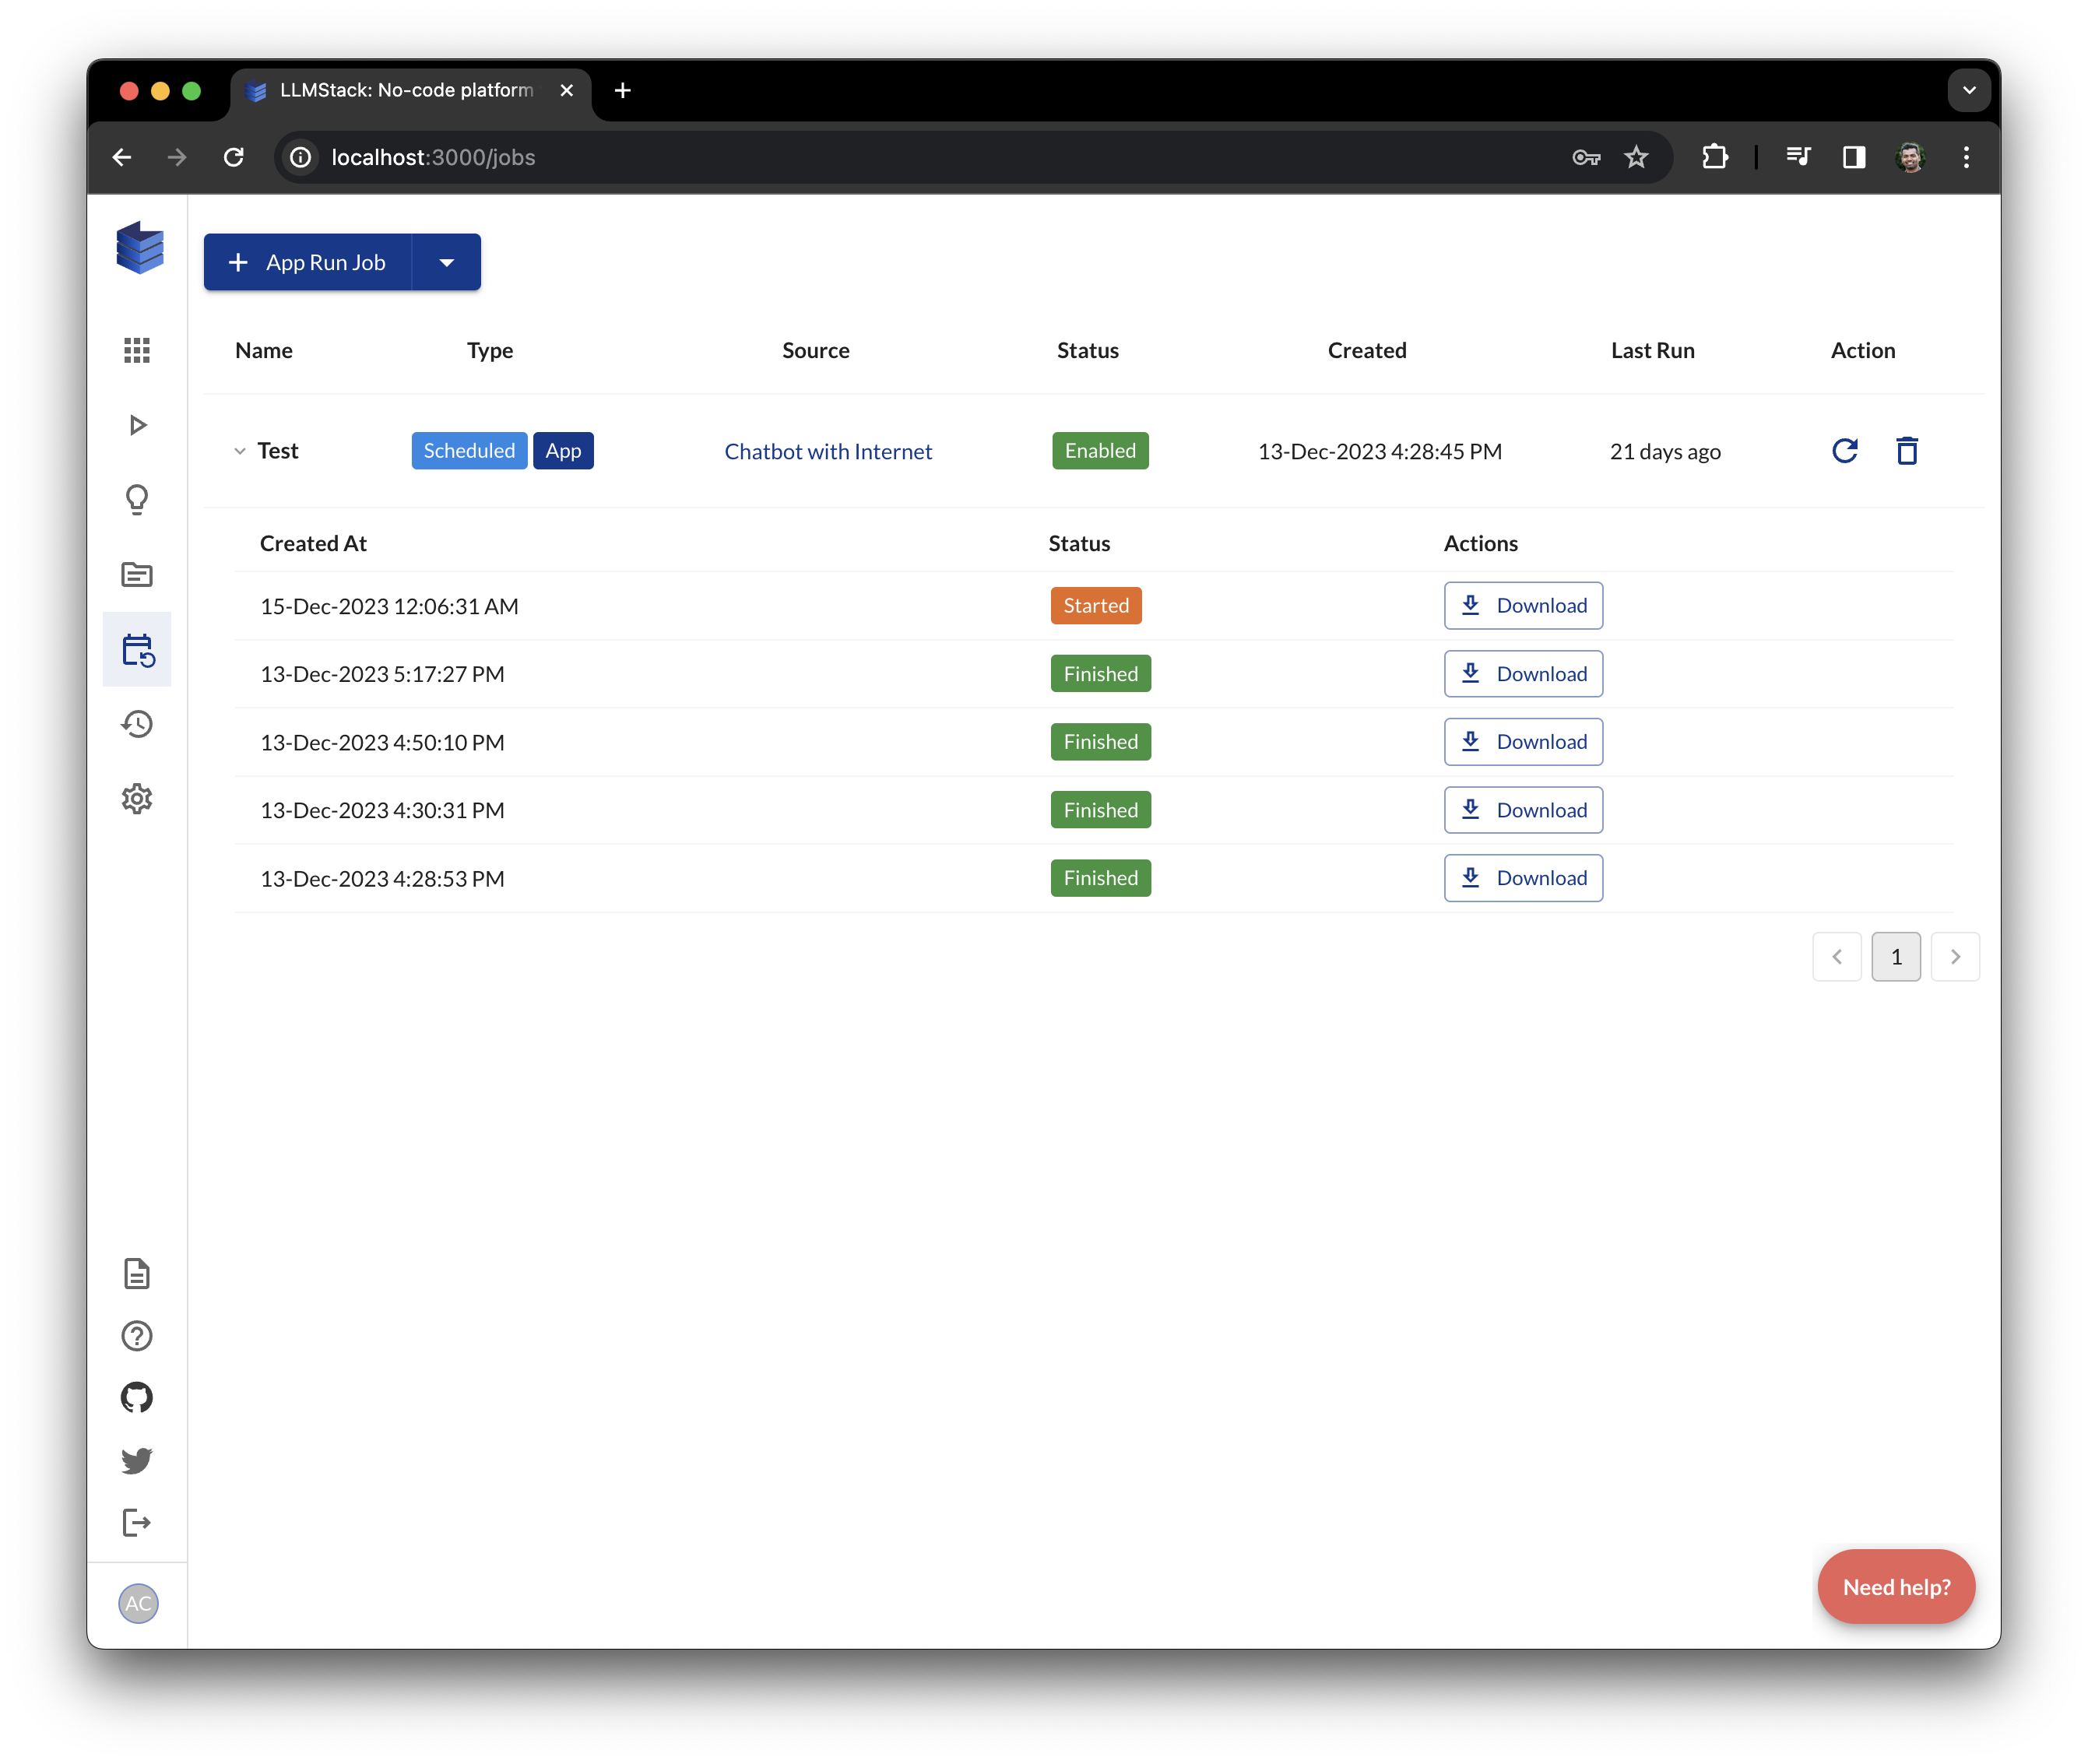 LLMStack: No-code platform
localhost:3000/jobs
App Run Job
Name Type Source Status Created Last Run Action
Test Scheduled App Chatbot with Internet Enabled 13-Dec-2023 4:28:45 PM 21 days ago
Created At Status Actions
15-Dec-2023 12:06:31 AM Started Download
13-Dec-2023 5:17:27 PM Finished Download
13-Dec-2023 4:50:10 PM Finished Download
13-Dec-2023 4:30:31 PM Finished Download
13-Dec-2023 4:28:53 PM Finished Download
1
Need help?
AC